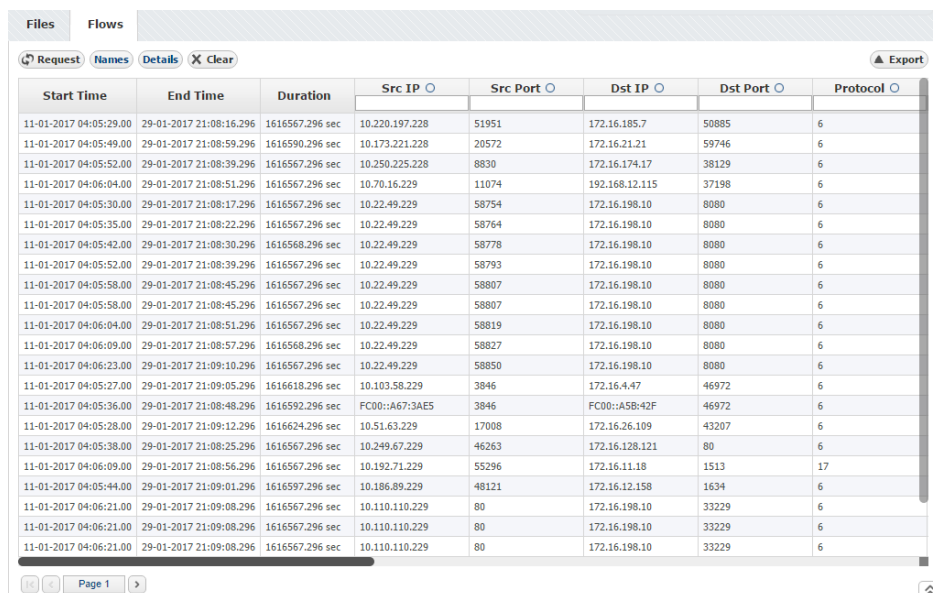 Files Flows
Request Names Details X Clear Export
Start Time End Time Duration Src IP Src Port Dst IP Dst Port Protocol
11-01-2017 04:05:29.00 29-01-2017 21:08:16.296 1616567.296 sec 10.220.197.228 51951 172.16.185.7 50885 6
11-01-2017 04:05:49.00 29-01-2017 21:08:59.296 1616590.296 sec 10.173.221.228 20572 172.16.21.21 59746 6
11-01-2017 04:05:52.00 29-01-2017 21:08:39.296 1616567.296 sec 10.250.225.228 8830 172.16.174.17 38129 6
11-01-2017 04:06:04.00 29-01-2017 21:08:51.296 1616567.296 sec 10.70.16.229 11074 192.168.12.115 37198 6
11-01-2017 04:05:30.00 29-01-2017 21:08:17.296 1616567.296 sec 10.22.49.229 58754 172.16.198.10 8080 6
11-01-2017 04:05:35.00 29-01-2017 21:08:22.296 1616567.296 sec 10.22.49.229 58764 172.16.198.10 8080 6
11-01-2017 04:05:42.00 29-01-2017 21:08:30.296 1616568.296 sec 10.22.49.229 58778 172.16.198.10 8080 6
11-01-2017 04:05:52.00 29-01-2017 21:08:39.296 1616567.296 sec 10.22.49.229 58793 172.16.198.10 8080 6
11-01-2017 04:05:58.00 29-01-2017 21:08:45.296 1616567.296 sec 10.22.49.229 58807 172.16.198.10 8080 6
11-01-2017 04:05:58.00 29-01-2017 21:08:45.296 1616567.296 sec 10.22.49.229 58807 172.16.198.10 8080 6
11-01-2017 04:06:04.00 29-01-2017 21:08:51.296 1616567.296 sec 10.22.49.229 58819 172.16.198.10 8080 6
11-01-2017 04:06:09.00 29-01-2017 21:08:57.296 1616568.296 sec 10.22.49.229 58827 172.16.198.10 8080 6
11-01-2017 04:06:23.00 29-01-2017 21:09:10.296 1616567.296 sec 10.22.49.229 58850 172.16.198.10 8080 6
11-01-2017 04:05:27.00 29-01-2017 21:09:05.296 1616618.296 sec 10.103.58.229 3846 172.16.4.47 46972 6
11-01-2017 04:05:36.00 29-01-2017 21:08:48.296 1616592.296 sec FC00::A67:3AE5 3846 FC00::A5B:42F 46972 6
11-01-2017 04:05:28.00 29-01-2017 21:09:12.296 1616624.296 sec 10.51.63.229 17008 172.16.26.109 43207 6
11-01-2017 04:05:38.00 29-01-2017 21:08:25.296 1616567.296 sec 10.249.67.229 46263 172.16.128.121 80 6
11-01-2017 04:06:09.00 29-01-2017 21:08:56.296 1616567.296 sec 10.192.71.229 55296 172.16.11.18 1513 17
11-01-2017 04:05:44.00 29-01-2017 21:09:01.296 1616597.296 sec 10.186.89.229 48121 172.16.12.158 1634 6
11-01-2017 04:06:21.00 29-01-2017 21:09:08.296 1616567.296 sec 10.110.110.229 80 172.16.198.10 33229 6
11-01-2017 04:06:21.00 29-01-2017 21:09:08.296 1616567.296 sec 10.110.110.229 80 172.16.198.10 33229 6
11-01-2017 04:06:21.00 29-01-2017 21:09:08.296 1616567.296 sec 10.110.110.229 80 172.16.198.10 33229 6
Page 1